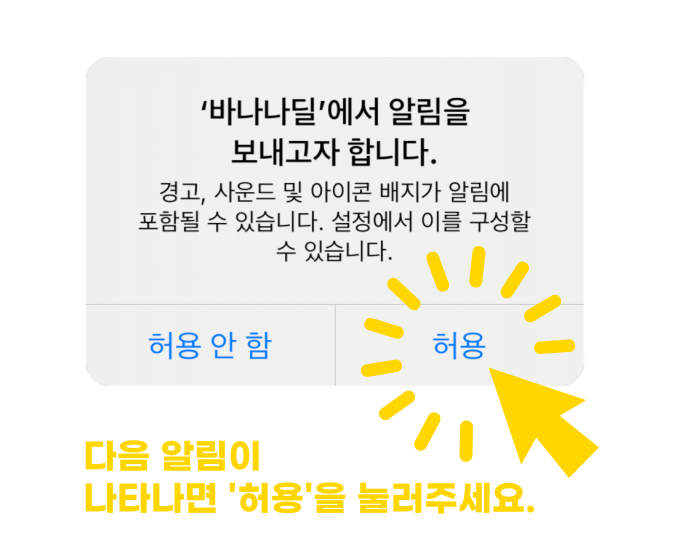 ‘바나나딜’에서 알림을
보내고자 합니다.
경고, 사운드 및 아이콘 배지가 알림에
포함될 수 있습니다. 설정에서 이를 구성할
수 있습니다.
허용 안 함
허용
다음 알림이
나타나면 '허용'을 눌러주세요.